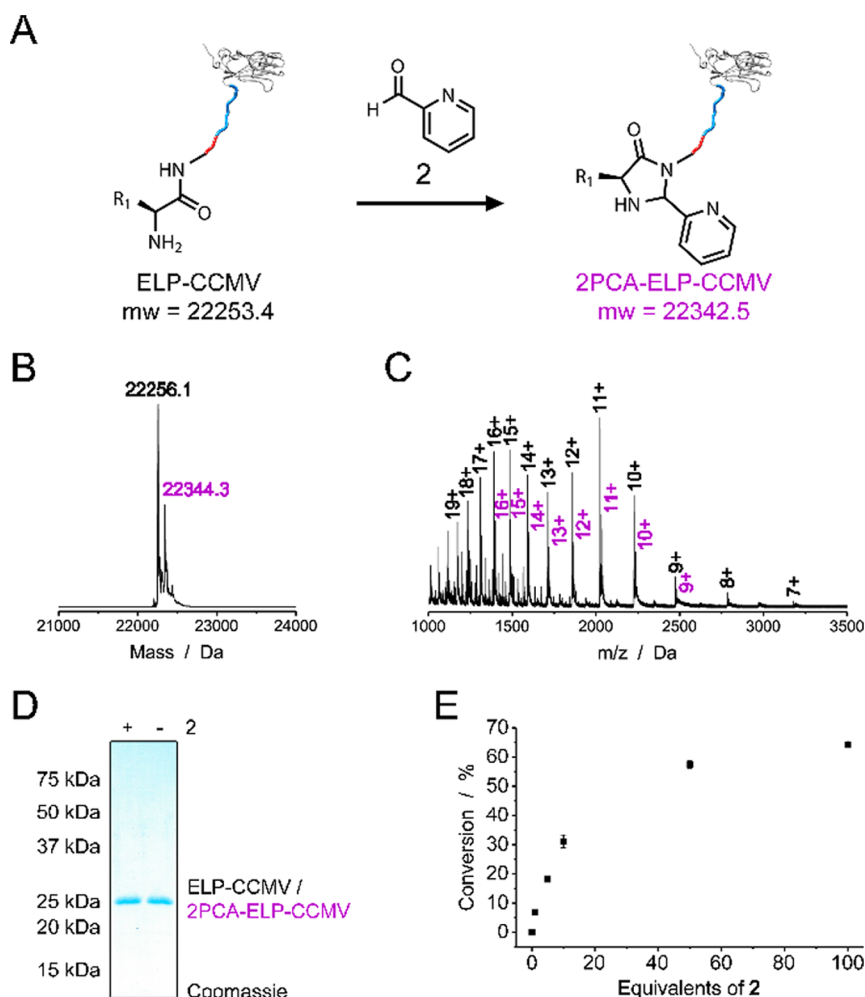 A
O
H
N
2
NH
R1
O
NH2
O
N
R1
HN
N
ELP-CCMV
mw = 22253.4
2PCA-ELP-CCMV
mw = 22342.5
B
22256.1
22344.3
21000 22000 23000 24000
Mass / Da
C
19+ 18+ 17+ 16+ 15+ 14+ 13+ 12+ 11+ 10+ 9+ 8+ 7+
16+ 15+ 14+ 13+ 12+ 11+ 10+ 9+
1000 1500 2000 2500 3000 3500
m/z / Da
D
+ - 2
75 kDa
50 kDa
37 kDa
25 kDa
20 kDa
15 kDa
ELP-CCMV /
2PCA-ELP-CCMV
Coomassie
E
70
60
50
40
30
20
10
0
Conversion / %
0 20 40 60 80 100
Equivalents of 2